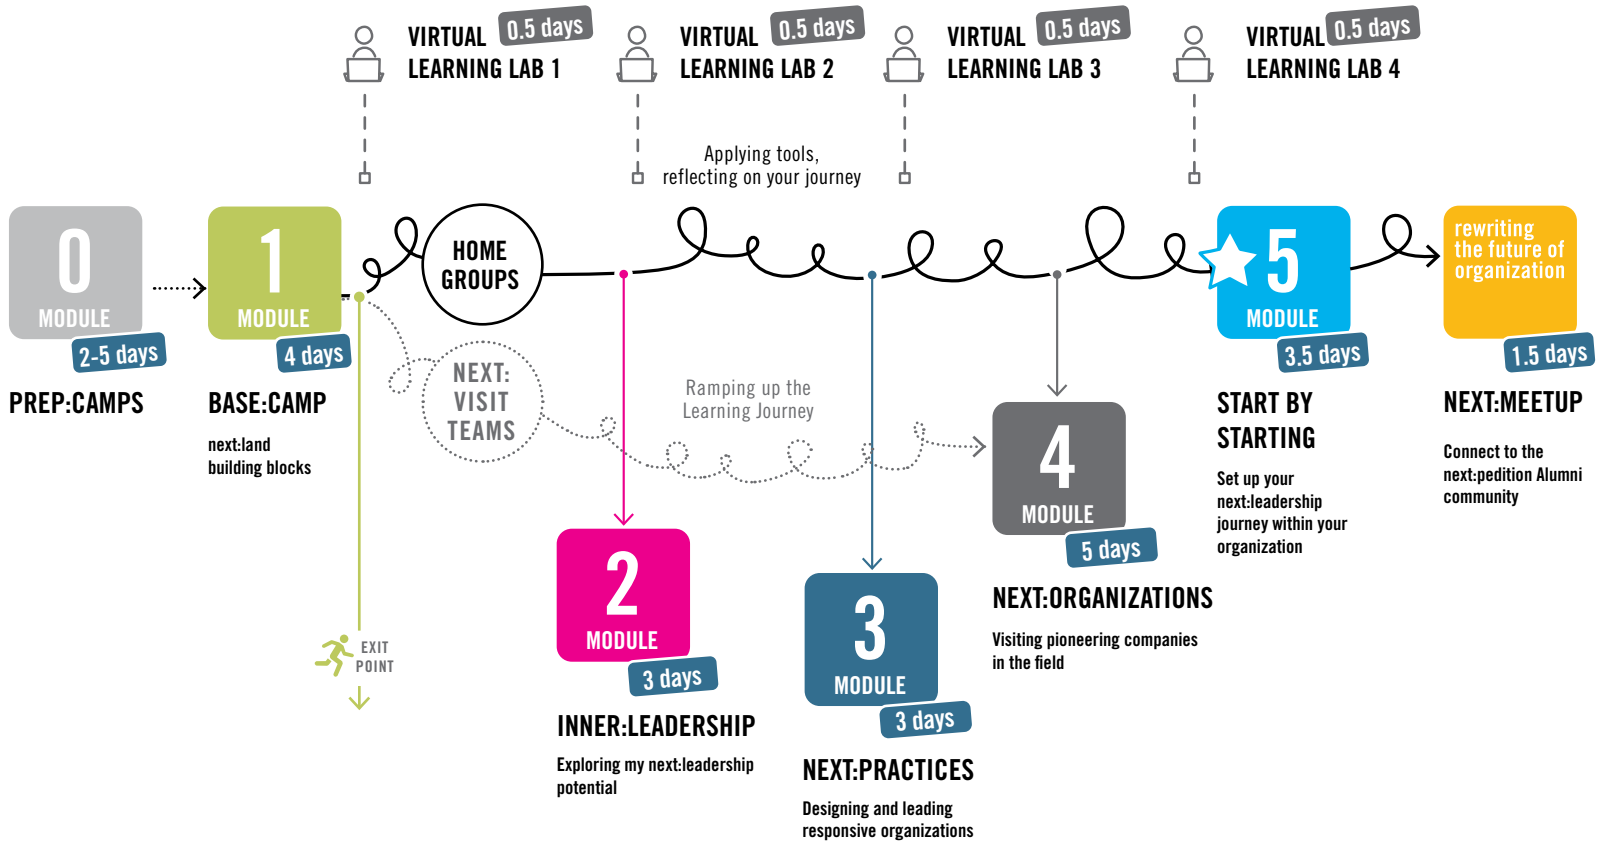 VIRTUAL 0.5 days
LEARNING LAB 1
VIRTUAL 0.5 days
LEARNING LAB 2
VIRTUAL 0.5 days
LEARNING LAB 3
VIRTUAL 0.5 days
LEARNING LAB 4
Applying tools,
reflecting on your journey
0
MODULE
2-5 days
PREP:CAMPS
1
MODULE
4 days
BASE:CAMP
next:land
building blocks
EXIT
POINT
HOME
GROUPS
NEXT:
VISIT
TEAMS
Ramping up the
Learning Journey
2
MODULE
3 days
INNER:LEADERSHIP
Exploring my next:leadership
potential
3
MODULE
3 days
NEXT:PRACTICES
Designing and leading
responsive organizations
4
MODULE
5 days
NEXT:ORGANIZATIONS
Visiting pioneering companies
in the field
5
MODULE
3.5 days
START BY
STARTING
Set up your
next:leadership
journey within your
organization
rewriting
the future of
organization
1.5 days
NEXT:MEETUP
Connect to the
next:pedition Alumni
community